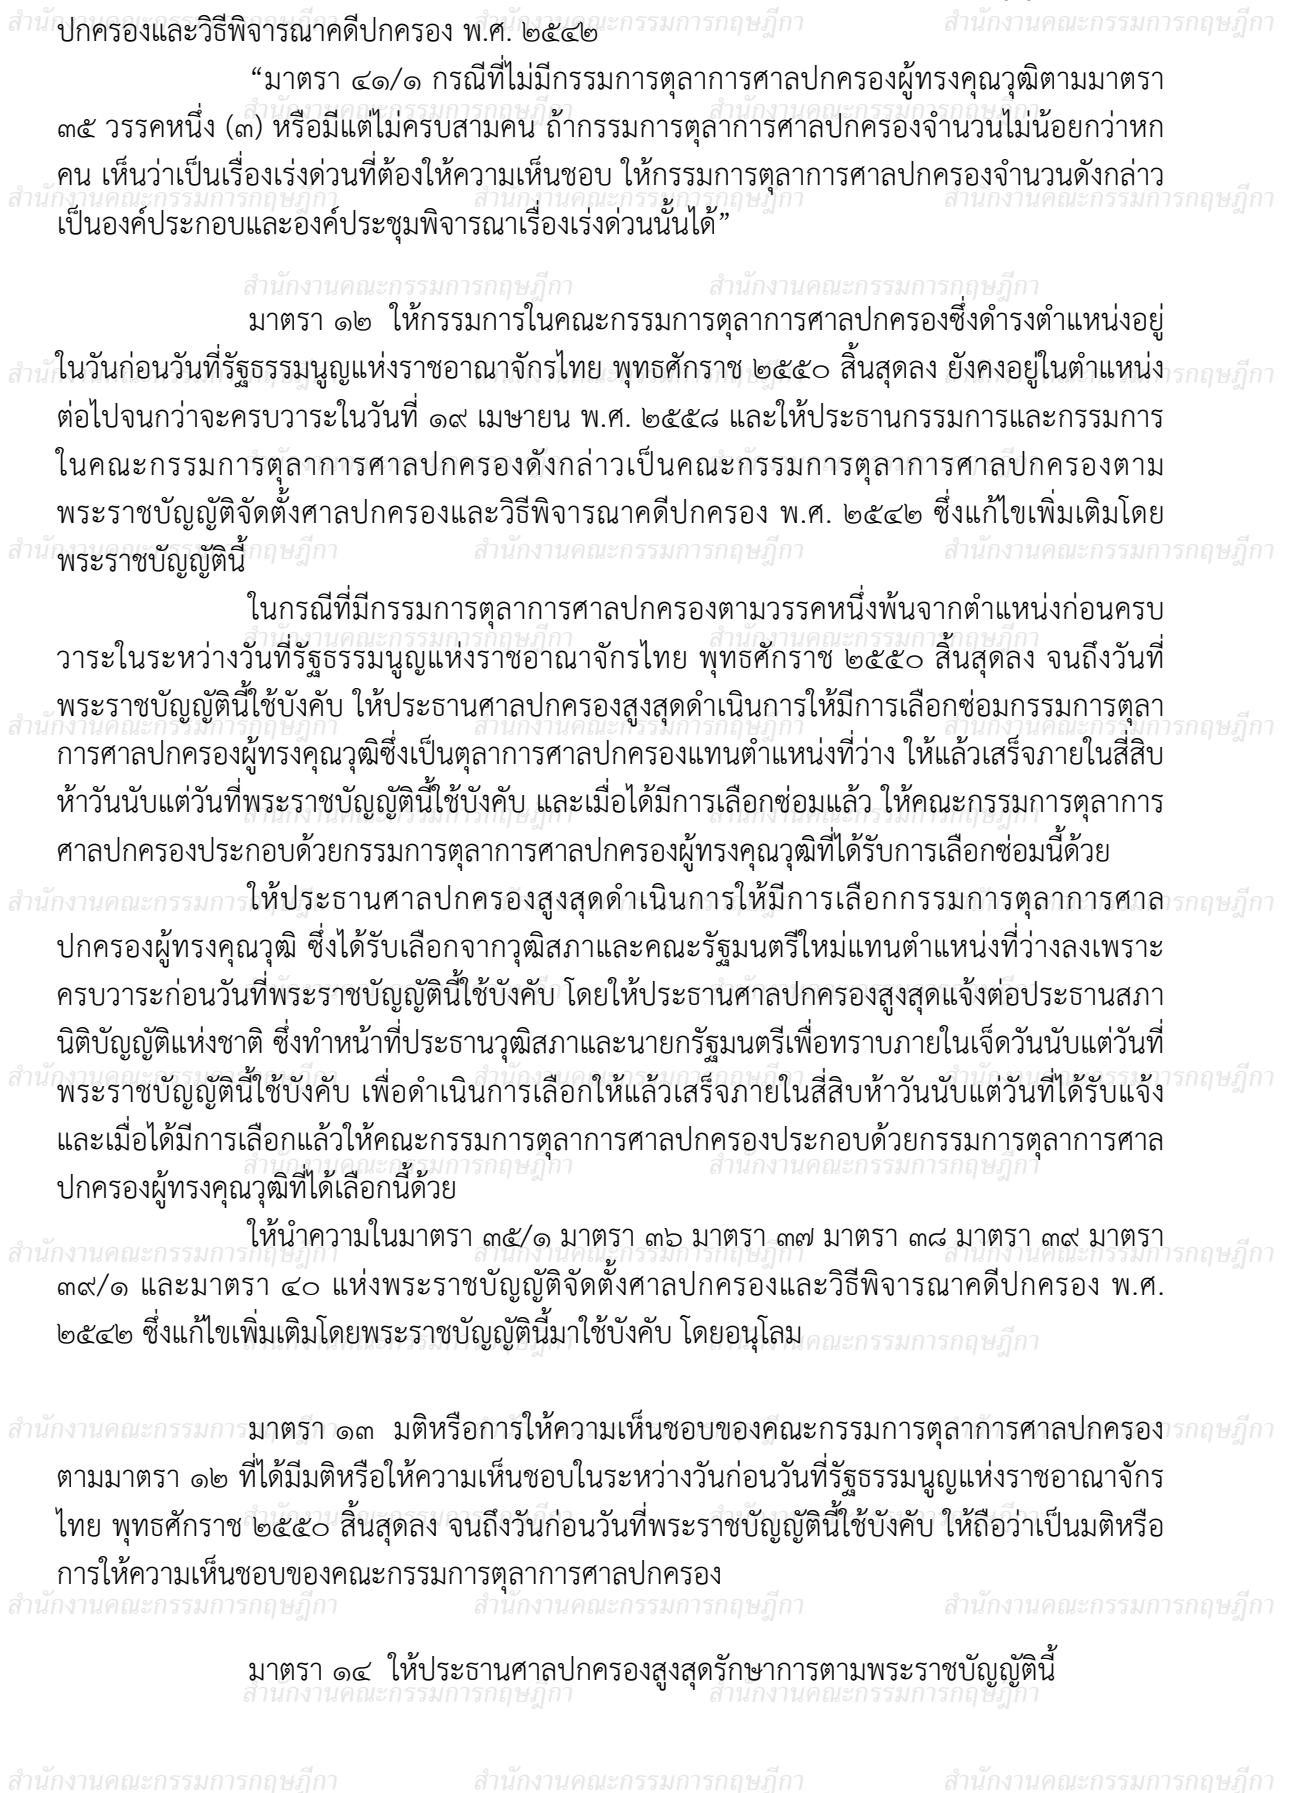 ปกครองและวิธีพิจารณาคดีปกครอง พ.ศ. ๒๕๔๒
“มาตรา ๔๑/๑ กรณีที่ไม่มีกรรมการตุลาการศาลปกครองผู้ทรงคุณวุฒิตามมาตรา
๓๕ วรรคหนึ่ง (๓) หรือมีแต่ไม่ครบสามคน ถ้ากรรมการตุลาการศาลปกครองจำนวนไม่น้อยกว่าหก
คน เห็นว่าเป็นเรื่องเร่งด่วนที่ต้องให้ความเห็นชอบ ให้กรรมการตุลาการศาลปกครองจำนวนดังกล่าว
เป็นองค์ประกอบและองค์ประชุมพิจารณาเรื่องเร่งด่วนนั้นได้”
มาตรา ๑๒ ให้กรรมการในคณะกรรมการตุลาการศาลปกครองซึ่งดำรงตำแหน่งอยู่
ในวันก่อนวันที่รัฐธรรมนูญแห่งราชอาณาจักรไทย พุทธศักราช ๒๕๕๐ สิ้นสุดลง ยังคงอยู่ในตำแหน่ง
ต่อไปจนกว่าจะครบวาระในวันที่ ๑๙ เมษายน พ.ศ. ๒๕๕๘ และให้ประธานกรรมการและกรรมการ
ในคณะกรรมการตุลาการศาลปกครองดังกล่าวเป็นคณะกรรมการตุลาการศาลปกครองตาม
พระราชบัญญัติจัดตั้งศาลปกครองและวิธีพิจารณาคดีปกครอง พ.ศ. ๒๕๔๒ ซึ่งแก้ไขเพิ่มเติมโดย
พระราชบัญญัตินี้
ในกรณีที่มีกรรมการตุลาการศาลปกครองตามวรรคหนึ่งพ้นจากตำแหน่งก่อนครบ
วาระในระหว่างวันที่รัฐธรรมนูญแห่งราชอาณาจักรไทย พุทธศักราช ๒๕๕๐ สิ้นสุดลง จนถึงวันที่
พระราชบัญญัตินี้ใช้บังคับ ให้ประธานศาลปกครองสูงสุดดำเนินการให้มีการเลือกซ่อมกรรมการตุลา
การศาลปกครองผู้ทรงคุณวุฒิซึ่งเป็นตุลาการศาลปกครองแทนตำแหน่งที่ว่าง ให้แล้วเสร็จภายในสี่สิบ
ห้าวันนับแต่วันที่พระราชบัญญัตินี้ใช้บังคับ และเมื่อได้มีการเลือกซ่อมแล้ว ให้คณะกรรมการตุลาการ
ศาลปกครองประกอบด้วยกรรมการตุลาการศาลปกครองผู้ทรงคุณวุฒิที่ได้รับการเลือกซ่อมนี้ด้วย
ให้ประธานศาลปกครองสูงสุดดำเนินการให้มีการเลือกกรรมการตุลาการศาล
ปกครองผู้ทรงคุณวุฒิ ซึ่งได้รับเลือกจากวุฒิสภาและคณะรัฐมนตรีใหม่แทนตำแหน่งที่ว่างลงเพราะ
ครบวาระก่อนวันที่พระราชบัญญัตินี้ใช้บังคับ โดยให้ประธานศาลปกครองสูงสุดแจ้งต่อประธานสภา
นิติบัญญัติแห่งชาติ ซึ่งทำหน้าที่ประธานวุฒิสภาและนายกรัฐมนตรีเพื่อทราบภายในเจ็ดวันนับแต่วันที่
พระราชบัญญัตินี้ใช้บังคับ เพื่อดำเนินการเลือกให้แล้วเสร็จภายในสี่สิบห้าวันนับแต่วันที่ได้รับแจ้ง
และเมื่อได้มีการเลือกแล้วให้คณะกรรมการตุลาการศาลปกครองประกอบด้วยกรรมการตุลาการศาล
ปกครองผู้ทรงคุณวุฒิที่ได้เลือกนี้ด้วย
ให้นำความในมาตรา ๓๕/๑ มาตรา ๓๖ มาตรา ๓๗ มาตรา ๓๘ มาตรา ๓๙ มาตรา
๓๙/๑ และมาตรา ๔๐ แห่งพระราชบัญญัติจัดตั้งศาลปกครองและวิธีพิจารณาคดีปกครอง พ.ศ.
๒๕๔๒ ซึ่งแก้ไขเพิ่มเติมโดยพระราชบัญญัตินี้มาใช้บังคับ โดยอนุโลม
มาตรา ๑๓ มติหรือการให้ความเห็นชอบของคณะกรรมการตุลาการศาลปกครอง
ตามมาตรา ๑๒ ที่ได้มีมติหรือให้ความเห็นชอบในระหว่างวันก่อนวันที่รัฐธรรมนูญแห่งราชอาณาจักร
ไทย พุทธศักราช ๒๕๕๐ สิ้นสุดลง จนถึงวันก่อนวันที่พระราชบัญญัตินี้ใช้บังคับ ให้ถือว่าเป็นมติหรือ
การให้ความเห็นชอบของคณะกรรมการตุลาการศาลปกครอง
มาตรา ๑๔ ให้ประธานศาลปกครองสูงสุดรักษาการตามพระราชบัญญัตินี้
สำนักงานคณะกรรมการกฤษฎีกา สำนักงานคณะกรรมการกฤษฎีกา สำนักงานคณะกรรมการกฤษฎีกา